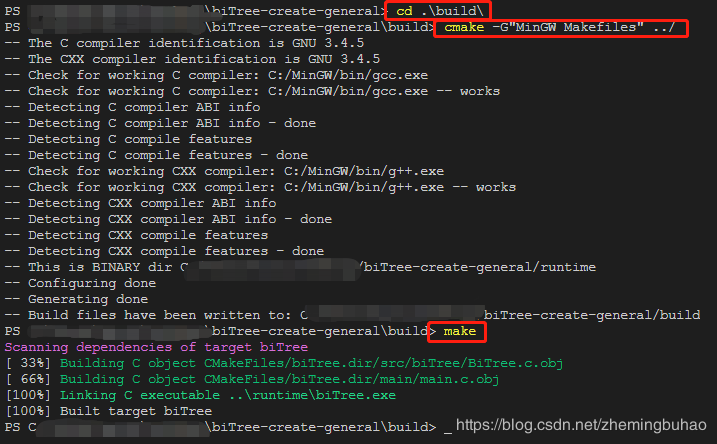 PS \biTree-create-general> cd .\build\
PS \biTree-create-general\build> cmake -G"MinGW Makefiles" ../
-- The C compiler identification is GNU 3.4.5
-- The CXX compiler identification is GNU 3.4.5
-- Check for working C compiler: C:/MinGW/bin/gcc.exe
-- Check for working C compiler: C:/MinGW/bin/gcc.exe -- works
-- Detecting C compiler ABI info
-- Detecting C compiler ABI info - done
-- Detecting C compile features
-- Detecting C compile features - done
-- Check for working CXX compiler: C:/MinGW/bin/g++.exe
-- Check for working CXX compiler: C:/MinGW/bin/g++.exe -- works
-- Detecting CXX compiler ABI info
-- Detecting CXX compiler ABI info - done
-- Detecting CXX compile features
-- Detecting CXX compile features - done
-- This is BINARY dir C /biTree-create-general/runtime
-- Configuring done
-- Generating done
-- Build files have been written to: C biTree-create-general/build
PS \biTree-create-general\build> make
Scanning dependencies of target biTree
[ 33%] Building C object CMakeFiles/biTree.dir/src/biTree/BiTree.c.obj
[ 66%] Building C object CMakeFiles/biTree.dir/main/main.c.obj
[100%] Linking C executable ..\runtime\biTree.exe
[100%] Built target biTree
PS C \biTree-create-general\build> _ https://blog.csdn.net/zhemingbuhao